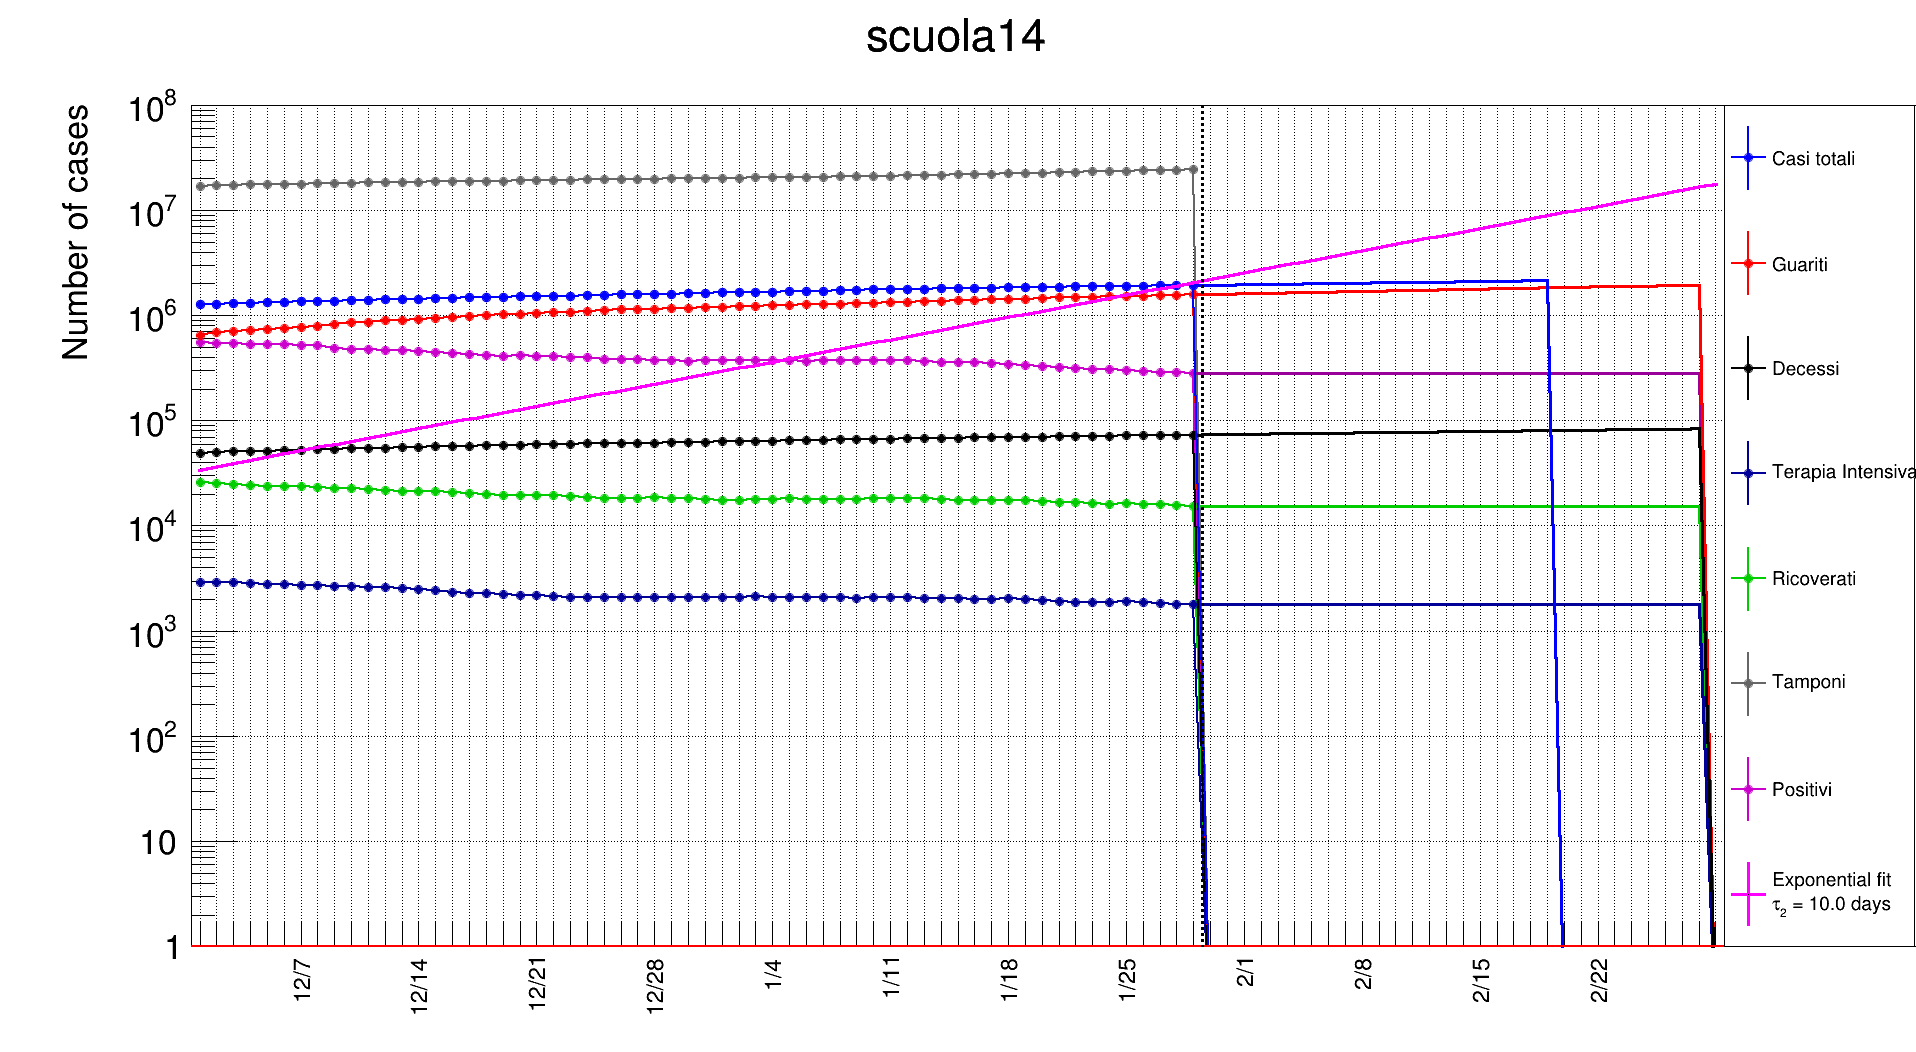 scuola14
Number of cases
10^8
10^7
10^6
10^5
10^4
10^3
10^2
10
1
12/7
12/14
12/21
12/28
1/4
1/11
1/18
1/25
2/1
2/8
2/15
2/22
Casi totali
Guariti
Decessi
Terapia Intensiva
Ricoverati
Tamponi
Positivi
Exponential fit
τ_2 = 10.0 days